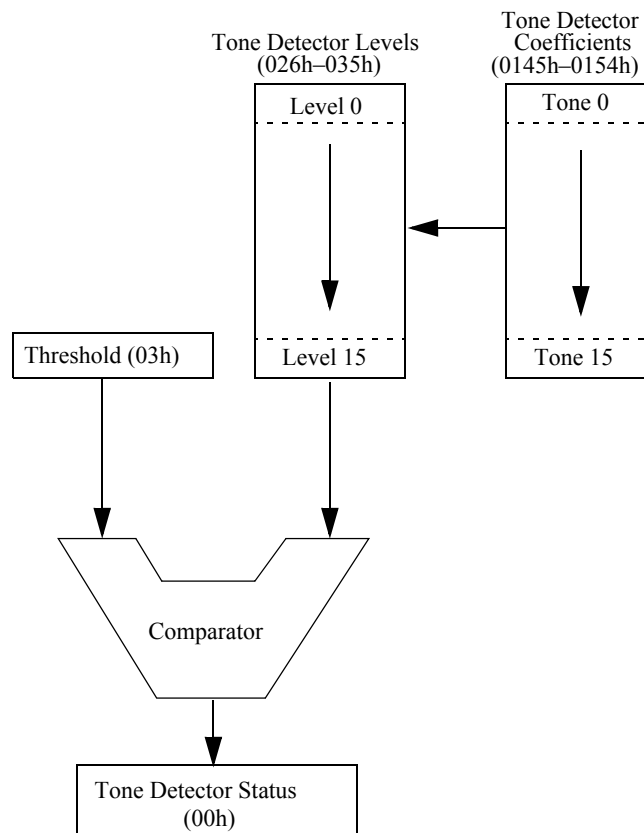 Tone Detector Levels
(026h–035h)
Tone Detector
Coefficients
(0145h–0154h)
Level 0
Tone 0
Threshold (03h)
Level 15
Tone 15
Comparator
Tone Detector Status
(00h)